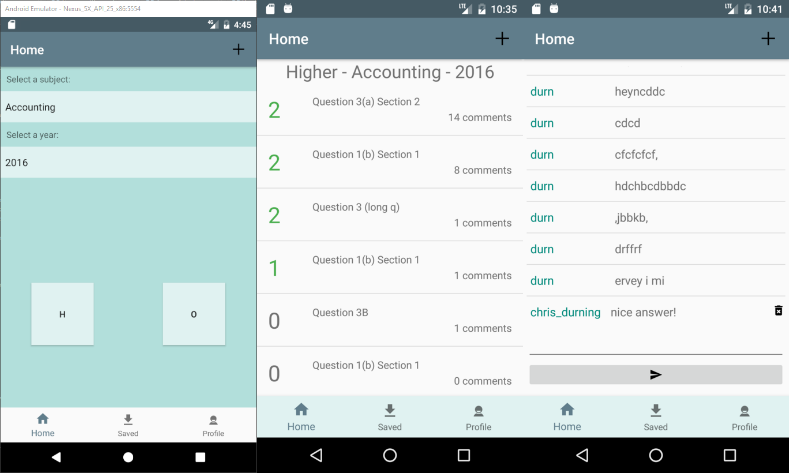 Android Emulator - Nexus_5X_API_25_x86:5554
4G 4:45
Home
Select a subject:
Accounting
Select a year:
2016
H
O
Home
Saved
Profile
LTE 10:35
Home
Higher - Accounting - 2016
2
Question 3(a) Section 2
14 comments
2
Question 1(b) Section 1
8 comments
2
Question 3 (long q)
1 comments
1
Question 1(b) Section 1
1 comments
0
Question 3B
1 comments
0
Question 1(b) Section 1
0 comments
Home
Saved
Profile
LTE 10:41
Home
durn heyncddc
durn cdcd
durn cfcfcfcf,
durn hdchbcdbbdc
durn ,jbbkb,
durn drffrf
durn ervey i mi
chris_durning nice answer!
Home
Saved
Profile